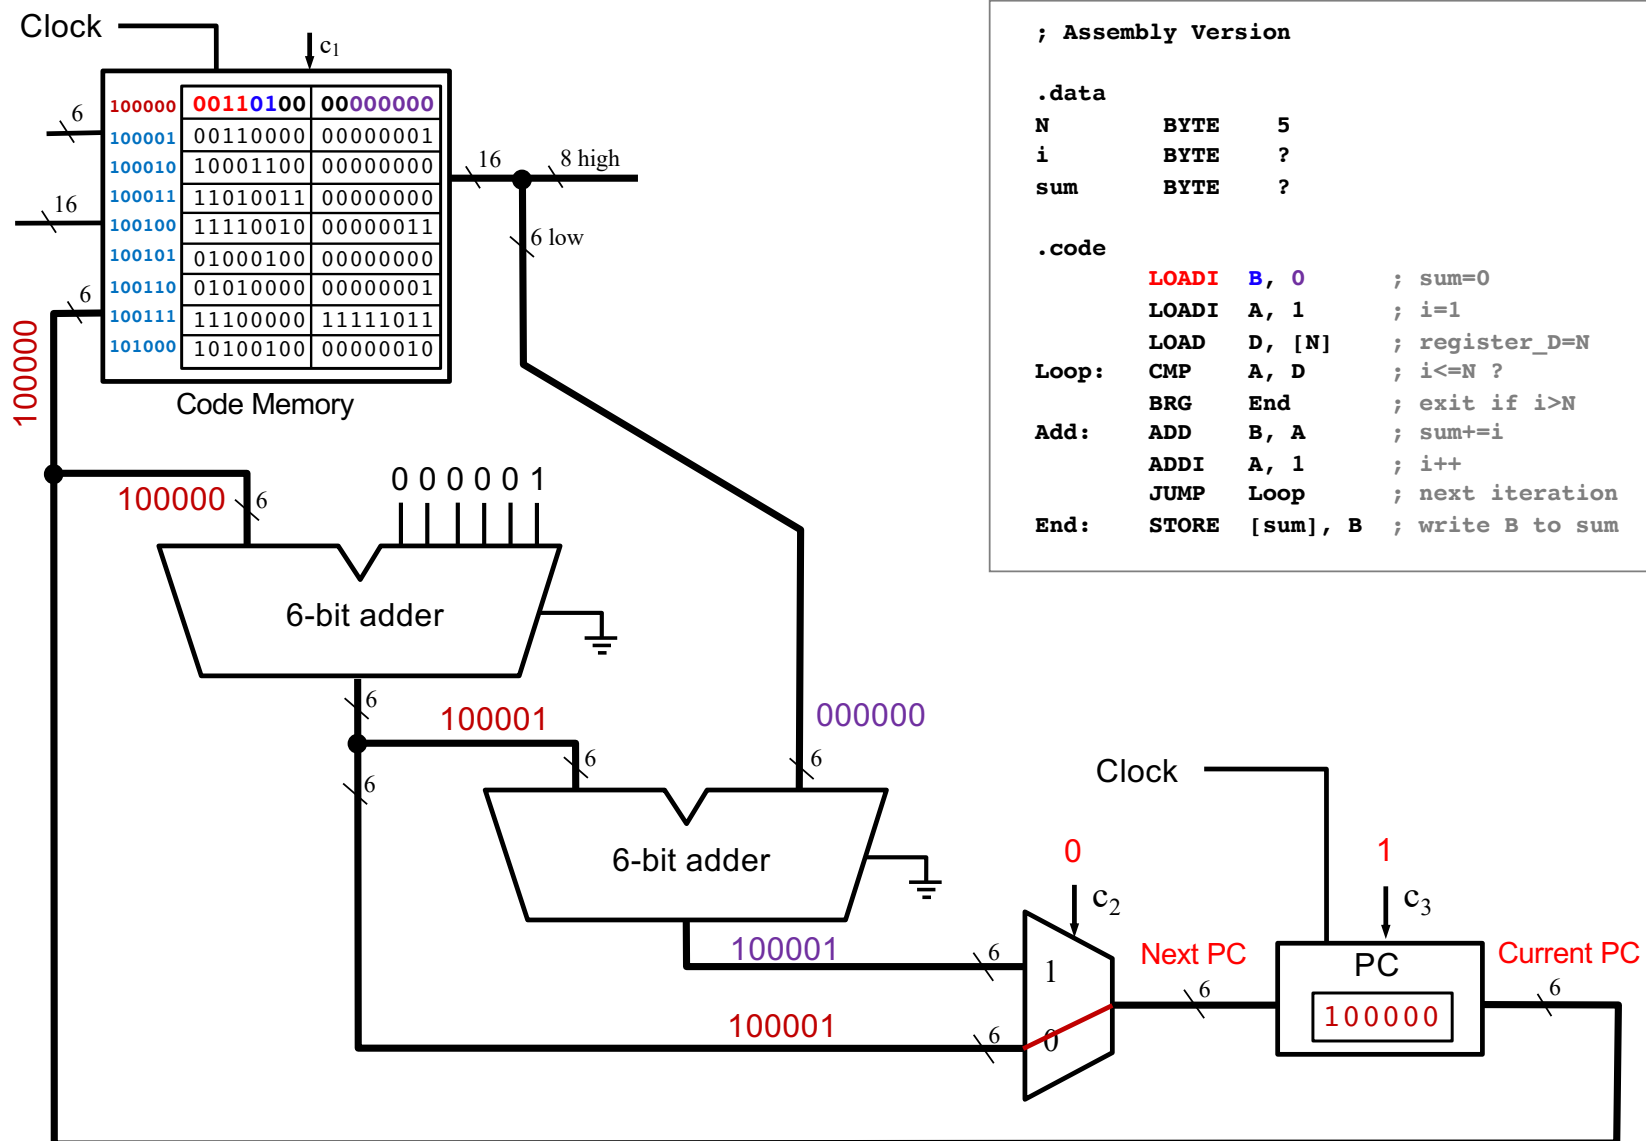 Clock
c1
6
16
6
100000 00110100 00000000
100001 00110000 00000001
100010 10001100 00000000
100011 11010011 00000000
100100 11110010 00000011
100101 01000100 00000000
100110 01010000 00000001
100111 11100000 11111011
101000 10100100 00000010
Code Memory
16
8 high
6 low
100000
; Assembly Version
.data
N BYTE 5
i BYTE ?
sum BYTE ?
.code
LOADI B, 0 ; sum=0
LOADI A, 1 ; i=1
LOAD D, [N] ; register_D=N
Loop: CMP A, D ; i<=N ?
BRG End ; exit if i>N
Add: ADD B, A ; sum+=i
ADDI A, 1 ; i++
JUMP Loop ; next iteration
End: STORE [sum], B ; write B to sum
100000
6
0 0 0 0 0 1
6-bit adder
6
100001
6
6
000000
6
6-bit adder
100001
6
100001
6
0
c2
1
0
Next PC
6
Clock
1
c3
PC
100000
Current PC
6